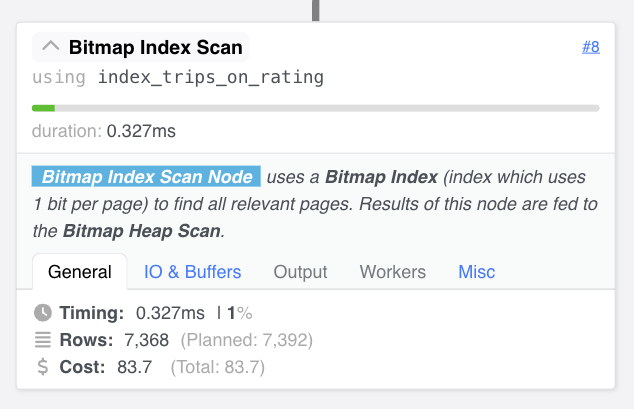 Bitmap Index Scan #8
using index_trips_on_rating
duration: 0.327ms
Bitmap Index Scan Node uses a Bitmap Index (index which uses
1 bit per page) to find all relevant pages. Results of this node are fed to
the Bitmap Heap Scan.
General IO & Buffers Output Workers Misc
Timing: 0.327ms | 1%
Rows: 7,368 (Planned: 7,392)
$ Cost: 83.7 (Total: 83.7)